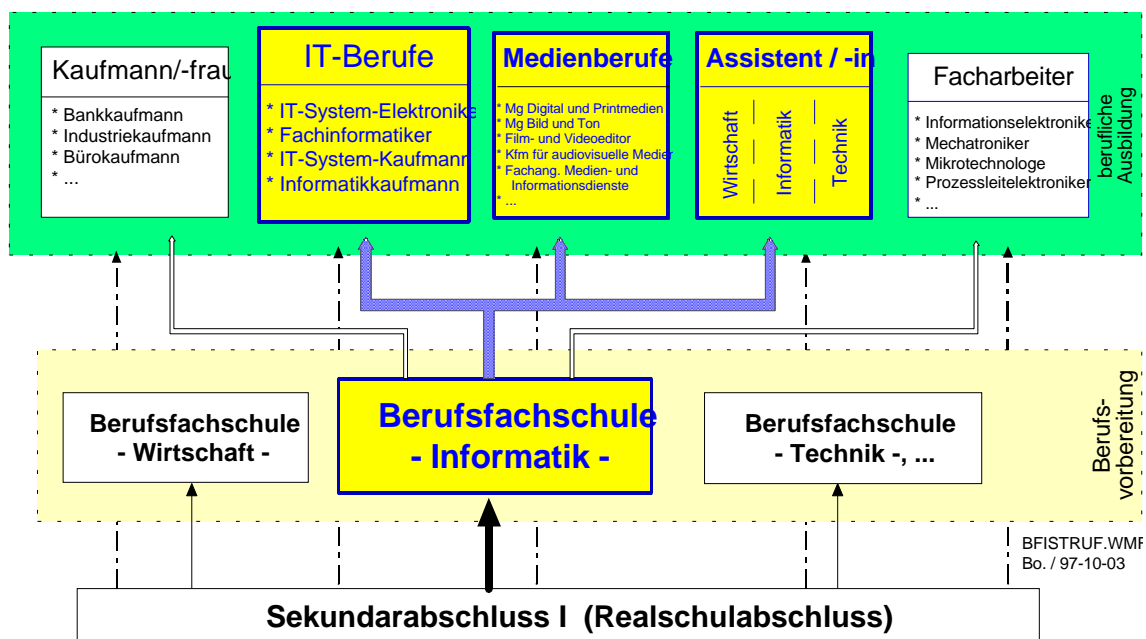 Kaufmann/-frau
* Bankkaufmann
* Industriekaufmann
* Bürokaufmann
* ...
IT-Berufe
* IT-System-Elektronike
* Fachinformatiker
* IT-System-Kaufmann
* Informatikkaufmann
Medienberufe
* Mg Digital und Printmedien
* Mg Bild und Ton
* Film- und Videoeditor
* Kfm für audiovisuelle Medien
* Fachang. Medien- und
Informationsdienste
* ...
Assistent / -in
Wirtschaft
Informatik
Technik
Facharbeiter
* Informationselektronike
* Mechatroniker
* Mikrotechnologe
* Prozessleitelektroniker
* ...
berufliche
Ausbildung
Berufsfachschule
- Wirtschaft -
Berufsfachschule
- Informatik -
Berufsfachschule
- Technik -, ...
Berufs-
vorbereitung
BFISTRUF.WMF
Bo. / 97-10-03
Sekundarabschluss I (Realschulabschluss)